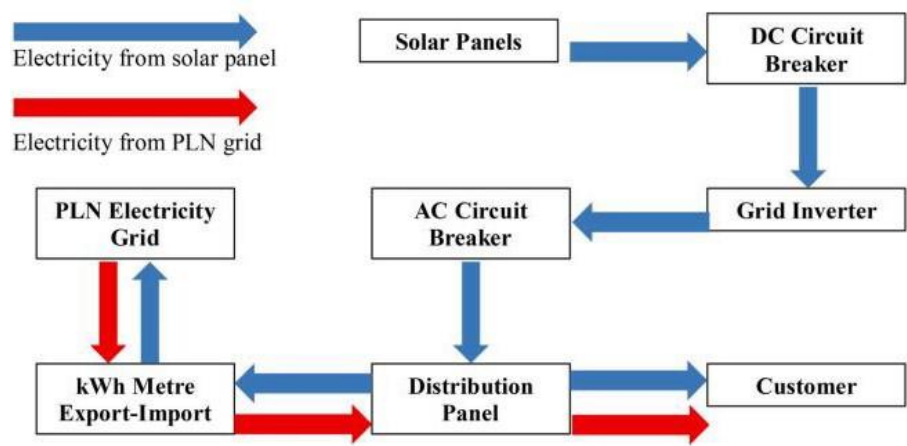 Electricity from solar panel
Electricity from PLN grid
Solar Panels
DC Circuit
Breaker
PLN Electricity
Grid
AC Circuit
Breaker
Grid Inverter
kWh Metre
Export-Import
Distribution
Panel
Customer